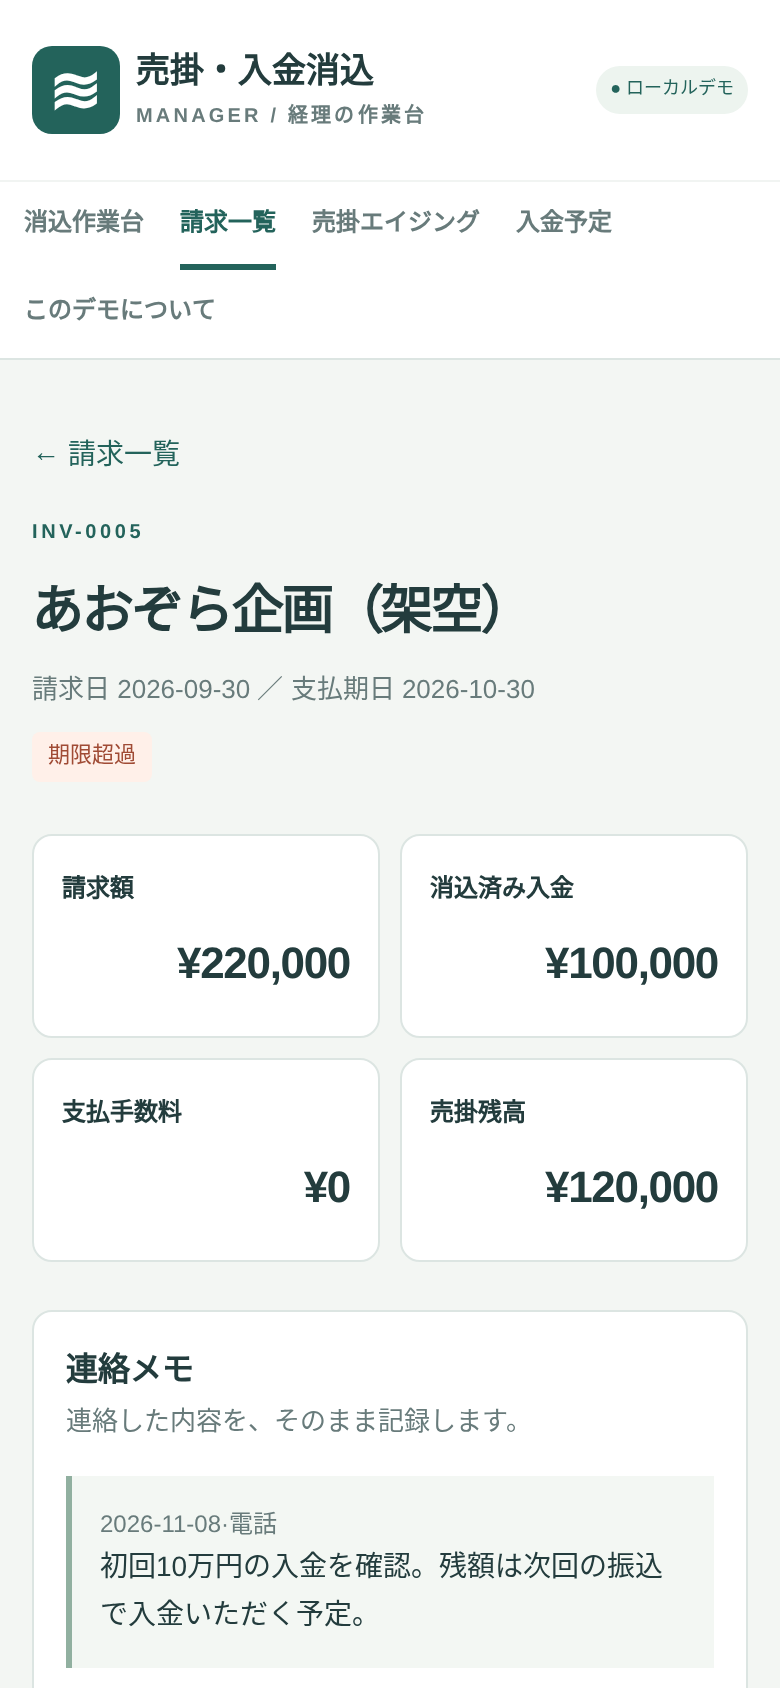 売掛・入金消込
MANAGER / 経理の作業台
● ローカルデモ
消込作業台 請求一覧 売掛エイジング 入金予定
このデモについて
← 請求一覧
INV-0005
あおぞら企画（架空）
請求日 2026-09-30 ／ 支払期日 2026-10-30
期限超過
請求額
¥220,000
消込済み入金
¥100,000
支払手数料
¥0
売掛残高
¥120,000
連絡メモ
連絡した内容を、そのまま記録します。
2026-11-08·電話
初回10万円の入金を確認。残額は次回の振込
で入金いただく予定。